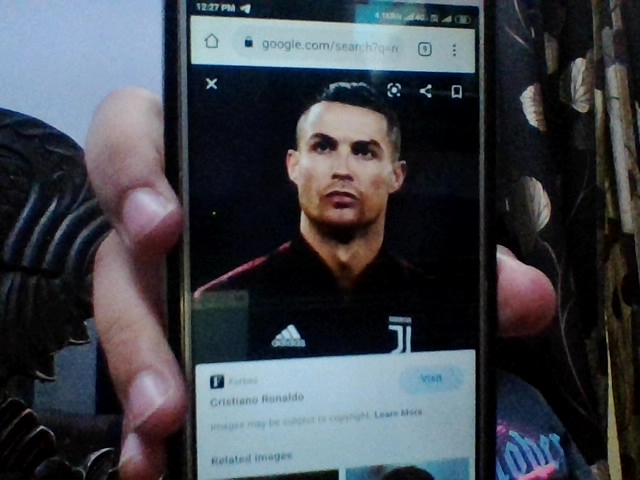 12:27 PM
google.com/search?q=r
9
adidas
Forbes
Visit
Cristiano Ronaldo
Images may be subject to copyright. Learn More
Related images